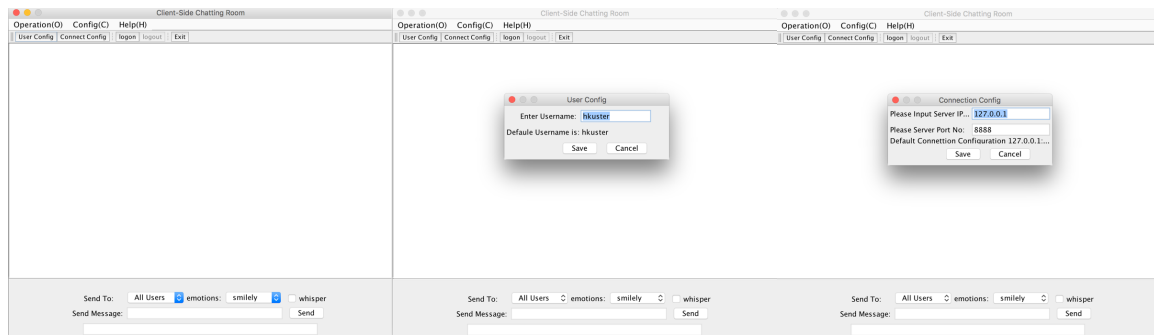 Client-Side Chatting Room
Operation(O) Config(C) Help(H)
User Config Connect Config logon logout Exit
Send To: All Users emotions: smilely whisper
Send Message: Send
Client-Side Chatting Room
Operation(O) Config(C) Help(H)
User Config Connect Config logon logout Exit
User Config
Enter Username: hkuster
Defaule Username is: hkuster
Save Cancel
Send To: All Users emotions: smilely whisper
Send Message: Send
Client-Side Chatting Room
Operation(O) Config(C) Help(H)
User Config Connect Config logon logout Exit
Connection Config
Please Input Server IP... 127.0.0.1
Please Server Port No: 8888
Default Connettion Configuration 127.0.0.1:...
Save Cancel
Send To: All Users emotions: smilely whisper
Send Message: Send